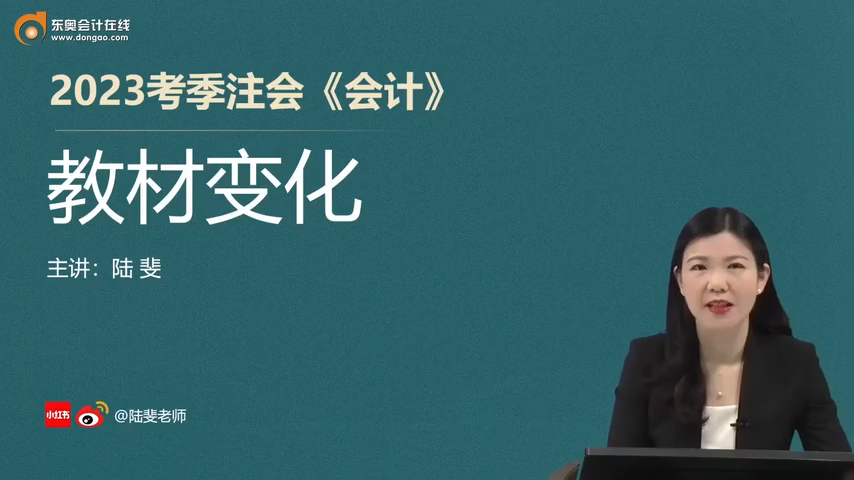 东奥会计在线
www.dongao.com
2023考季注会《会计》
教材变化
主讲：陆 斐
小红书
@陆斐老师